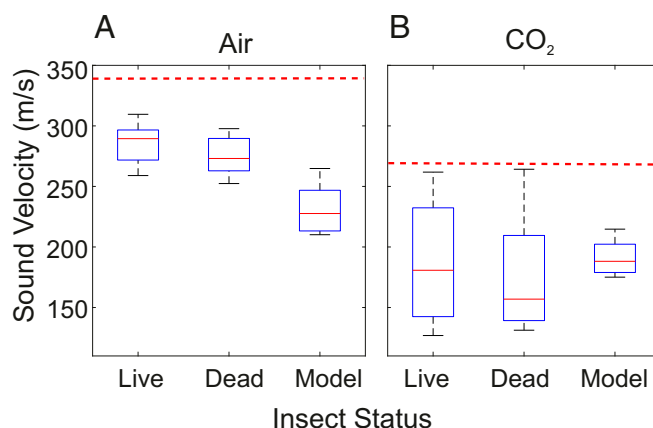 A
Air
B
CO₂
Sound Velocity (m/s)
350
300
250
200
150
Live Dead Model
Live Dead Model
Insect Status